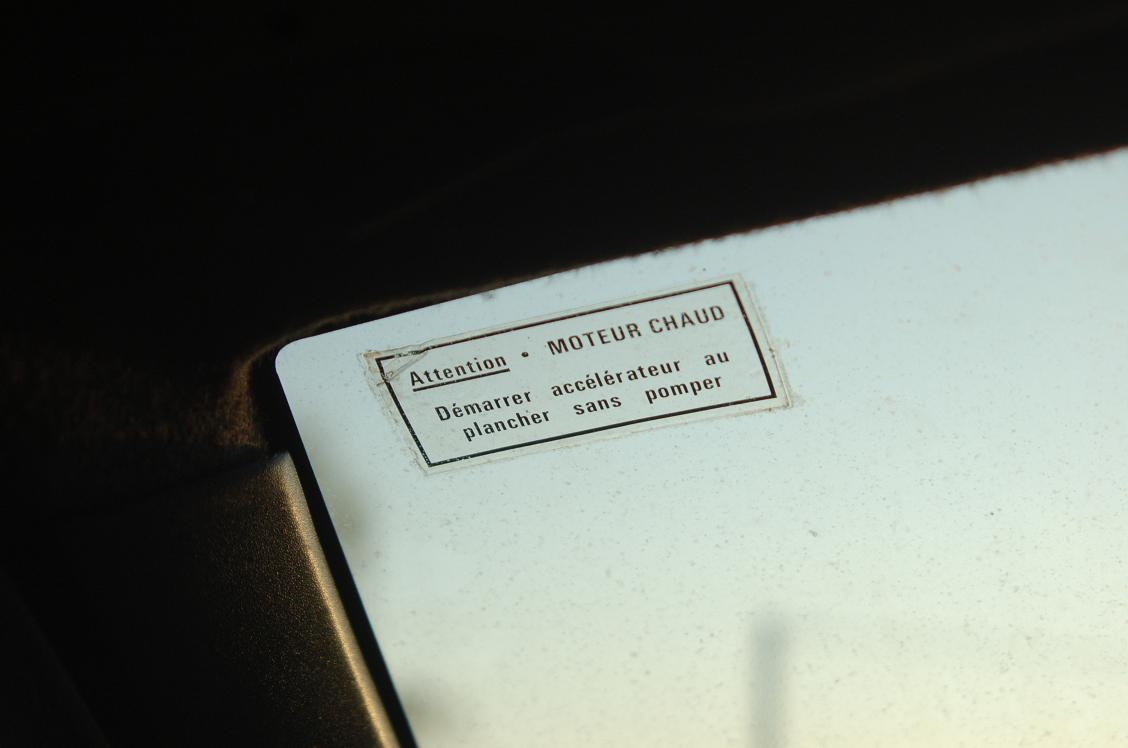 Attention • MOTEUR CHAUD
Démarrer accélérateur au
plancher sans pomper